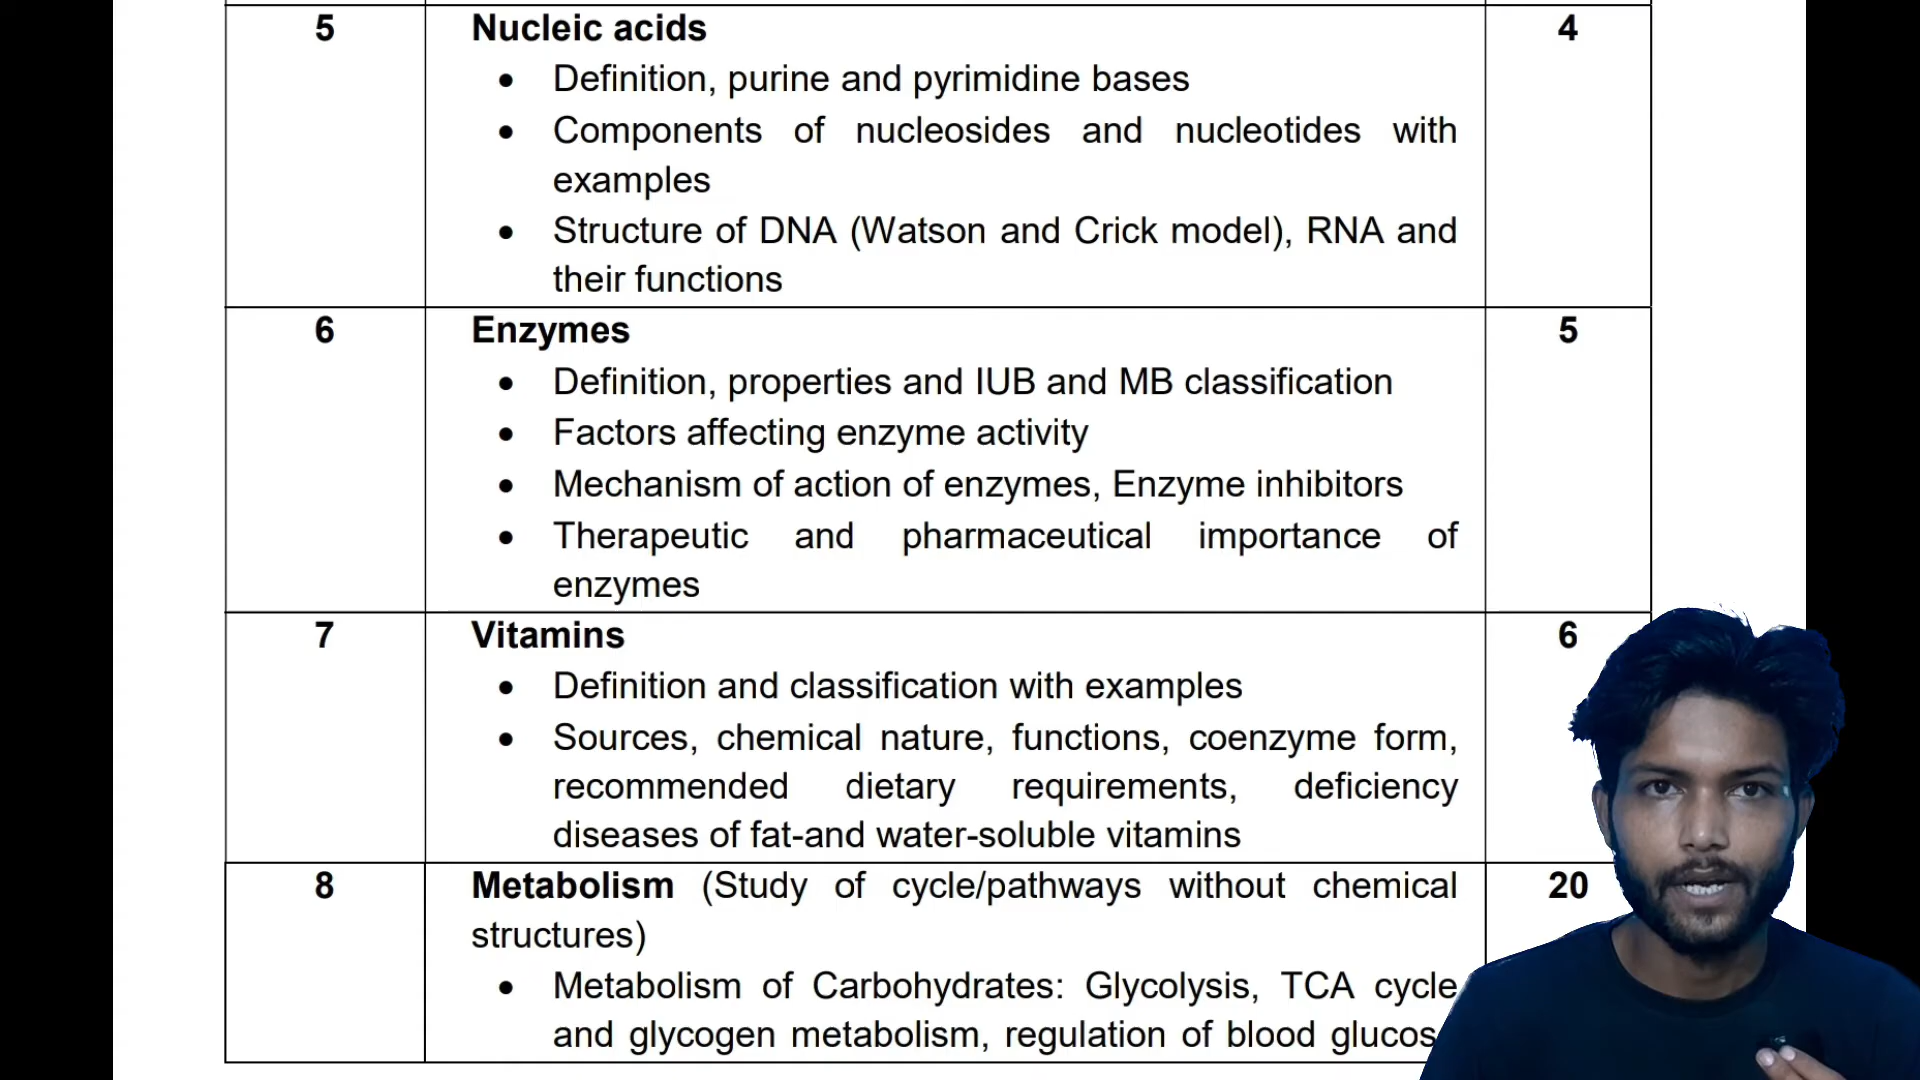 5 Nucleic acids 4
• Definition, purine and pyrimidine bases
• Components of nucleosides and nucleotides with
examples
• Structure of DNA (Watson and Crick model), RNA and
their functions
6 Enzymes 5
• Definition, properties and IUB and MB classification
• Factors affecting enzyme activity
• Mechanism of action of enzymes, Enzyme inhibitors
• Therapeutic and pharmaceutical importance of
enzymes
7 Vitamins 6
• Definition and classification with examples
• Sources, chemical nature, functions, coenzyme form,
recommended dietary requirements, deficiency
diseases of fat-and water-soluble vitamins
8 Metabolism (Study of cycle/pathways without chemical 20
structures)
• Metabolism of Carbohydrates: Glycolysis, TCA cycle
and glycogen metabolism, regulation of blood glucos